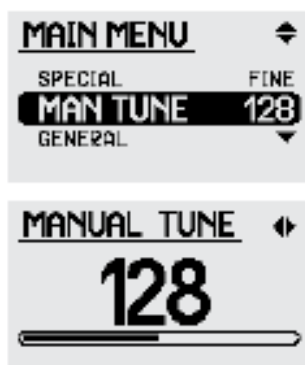 MAIN MENU
SPECIAL FINE
MAN TUNE 128
GENERAL
MANUAL TUNE
128